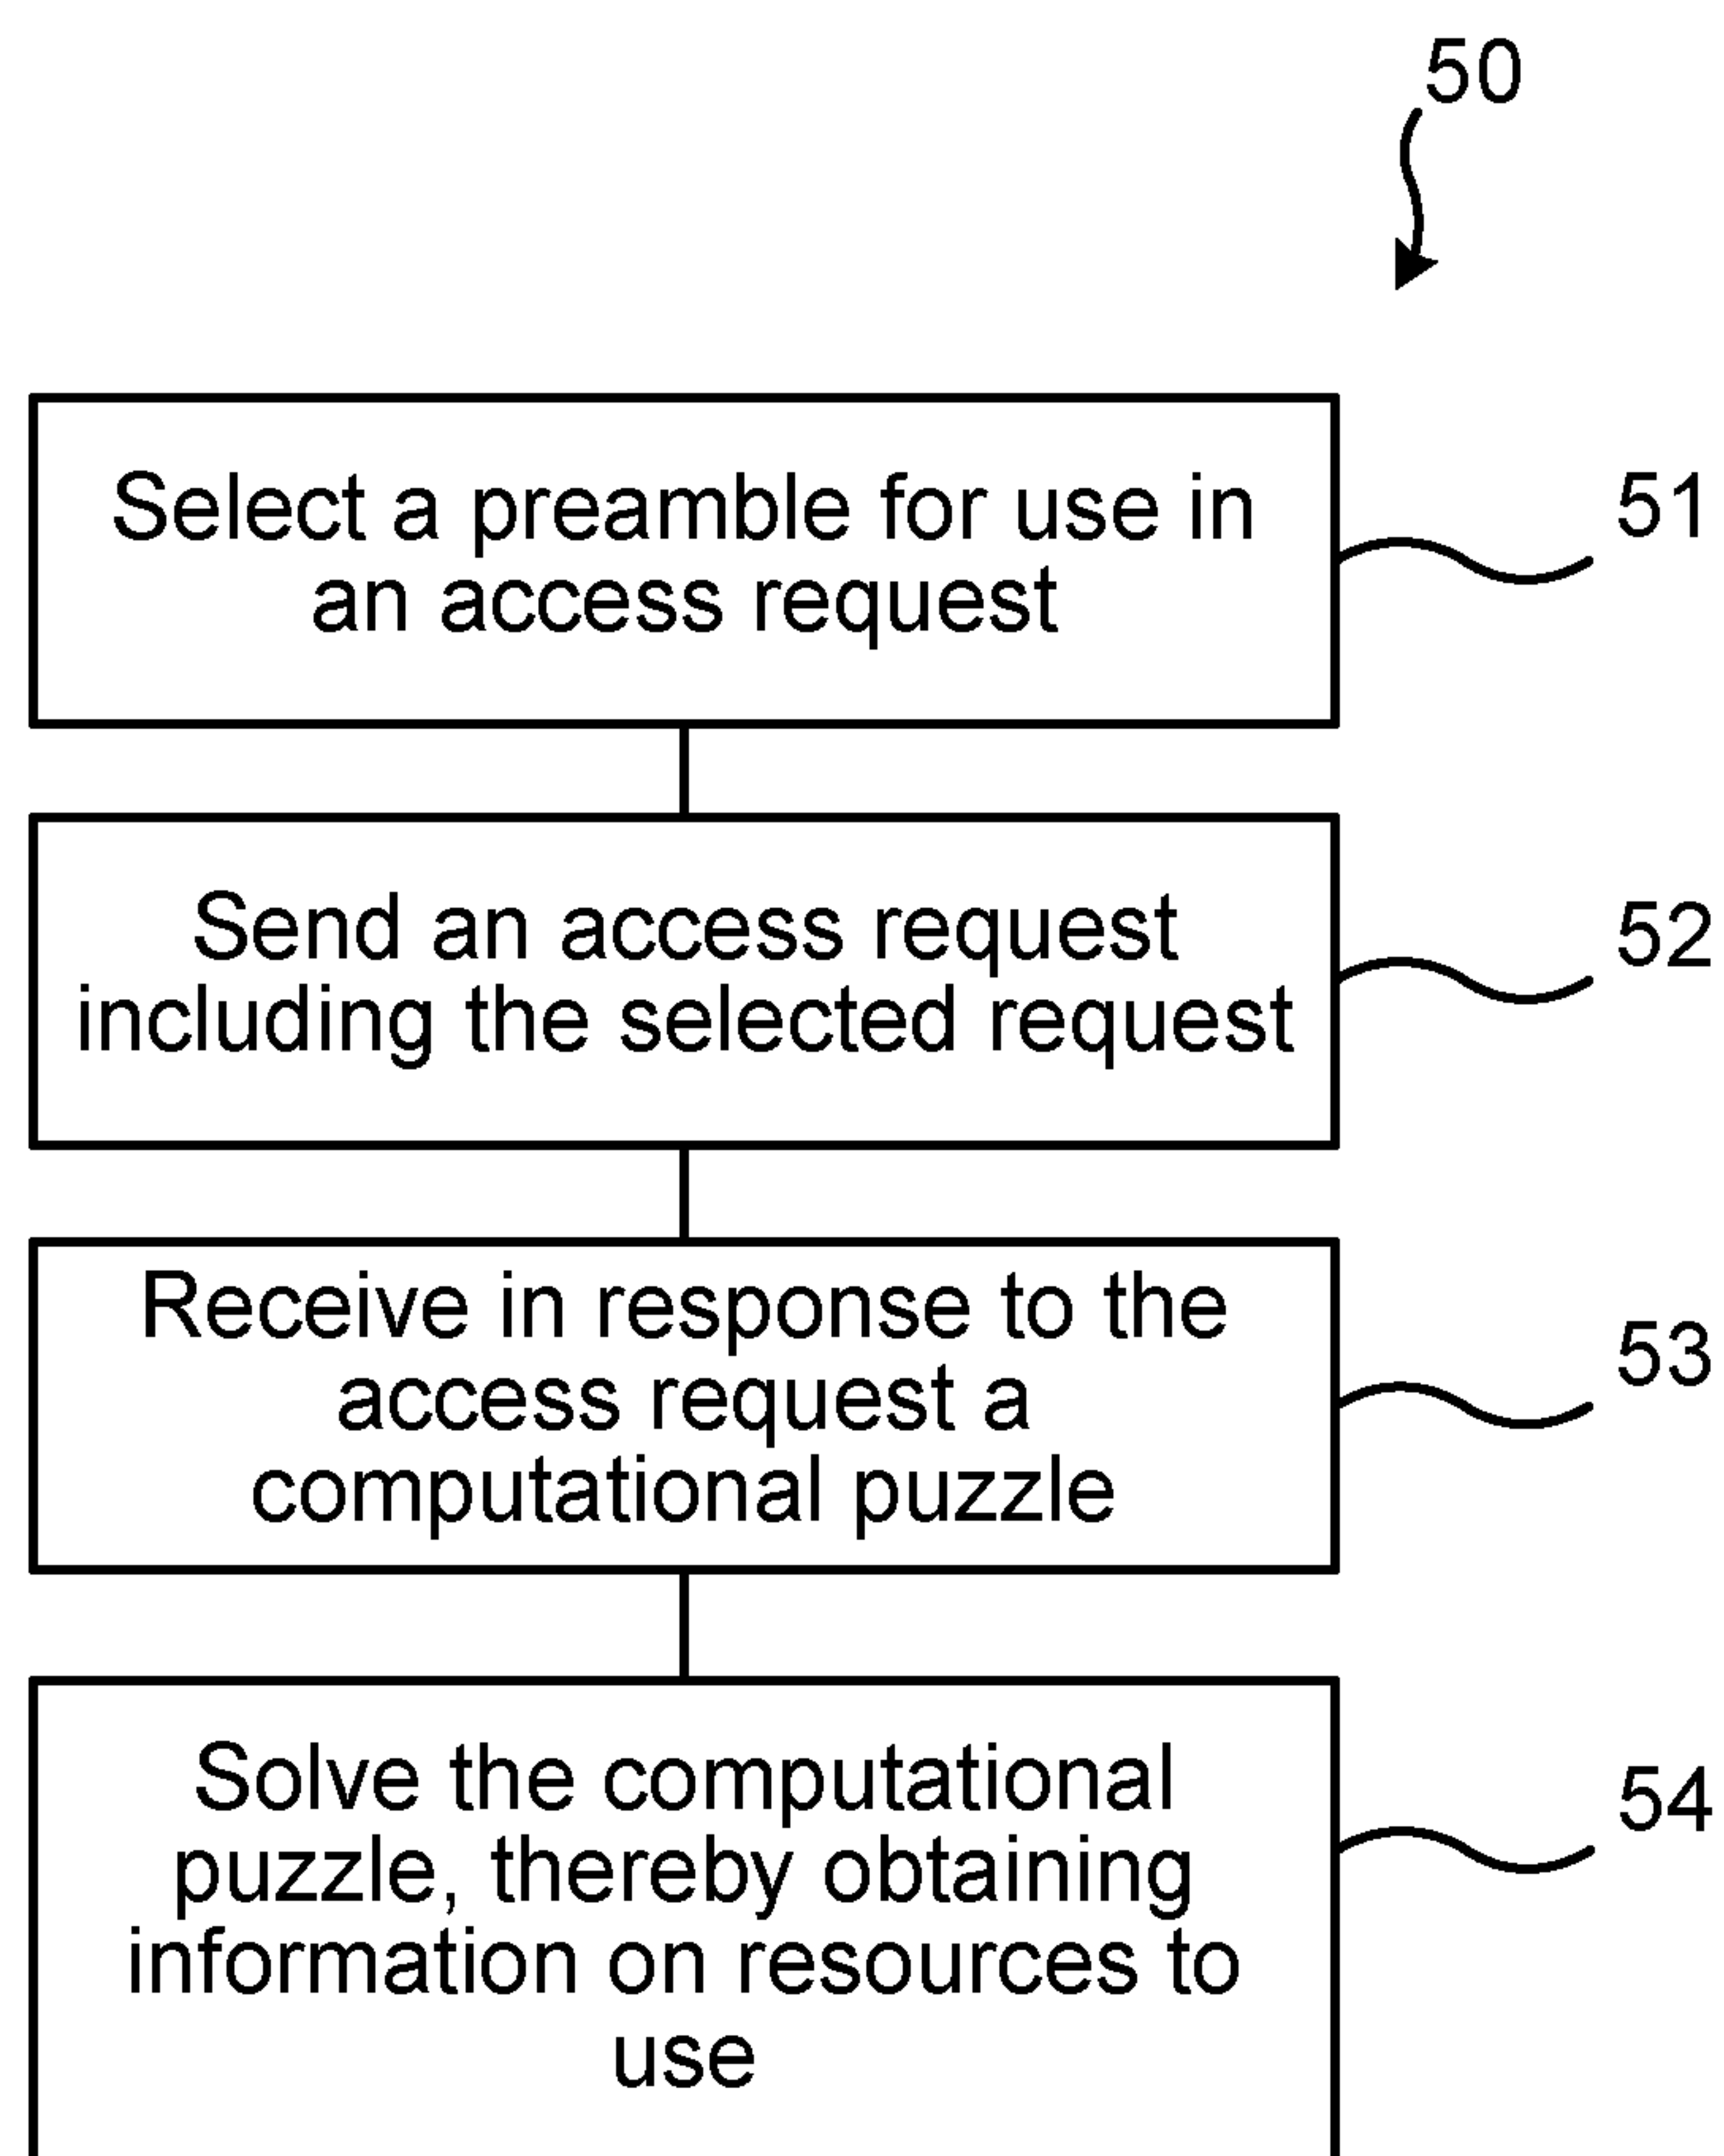 50
Select a preamble for use in
an access request
51
Send an access request
including the selected request
52
Receive in response to the
access request a
computational puzzle
53
Solve the computational
puzzle, thereby obtaining
information on resources to
use
54